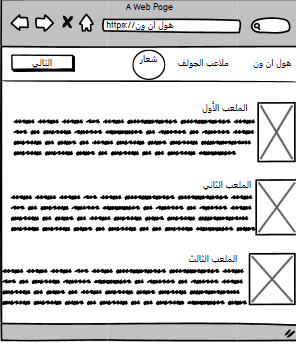 A Web Page
https://هول ان ون
هول ان ون
ملاعب الجولف
شعار
التالي
الملعب الأول
الملعب الثاني
الملعب الثالث